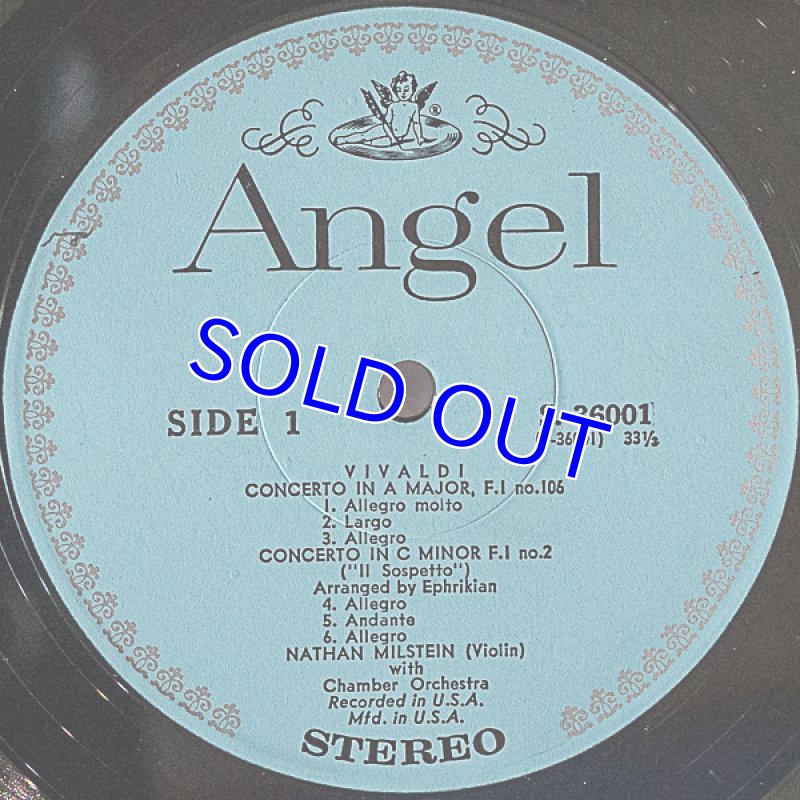 ®
Angel
SOLD OUT
SIDE 1
S. 36001
33⅓
VIVALDI
CONCERTO IN A MAJOR, F.I no.106
1. Allegro molto
2. Largo
3. Allegro
CONCERTO IN C MINOR F.I no.2
("Il Sospetto")
Arranged by Ephrikian
4. Allegro
5. Andante
6. Allegro
NATHAN MILSTEIN (Violin)
with
Chamber Orchestra
Recorded in U.S.A.
Mfd. in U.S.A.
STEREO